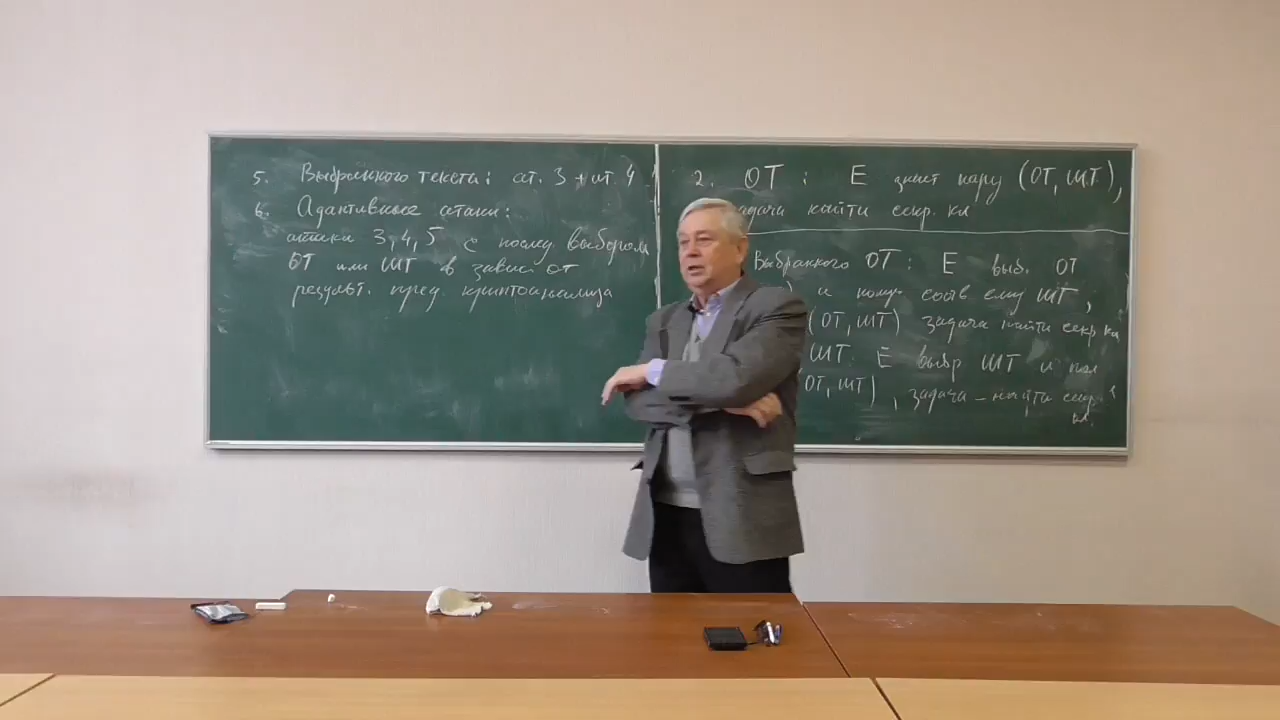 5. Выбранного текста: ат. 3 + ат. 4
6. Адактивные атаки:
атаки 3, 4, 5 с послед. выбором
ОТ или ШТ в завис. от
результ. пред. криптоанализа
2. ОТ : Е знает пару (ОТ, ШТ),
задача найти секр. кл
Выбранного ОТ : Е выб. ОТ
) и получ. соотв ему ШТ,
(ОТ, ШТ) задача найти секр. кл
ШТ. Е выбр ШТ и пол
ОТ, ШТ), задача – найти секр.
кл.